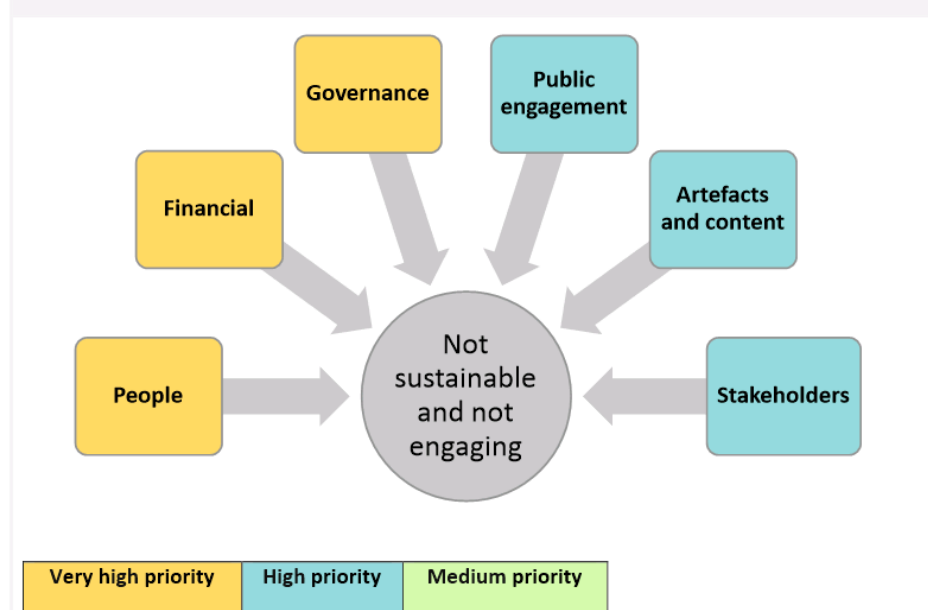 Governance
Public
engagement
Financial
Artefacts
and content
People
Not
sustainable
and not
engaging
Stakeholders
Very high priority
High priority
Medium priority